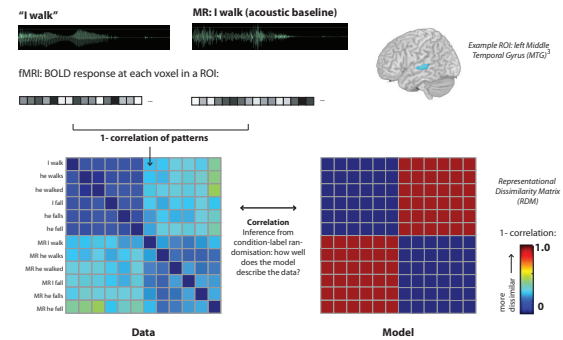 “I walk”
MR: I walk (acoustic baseline)
Example ROI: left Middle
Temporal Gyrus (MTG)3
fMRI: BOLD response at each voxel in a ROI:
...
...
1- correlation of patterns
I walk
he walks
he walked
I fall
he falls
he fell
MR I walk
MR he walks
MR he walked
MR I fall
MR he falls
MR he fell
Data
Correlation
Inference from
condition-label ran-
domisation: how well
does the model
describe the data?
Model
Representational
Dissimilarity Matrix
(RDM)
1- correlation:
1.0
0
more
dissimilar